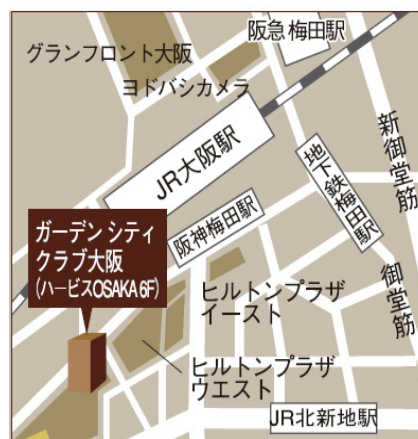 阪急 梅田駅
グランフロント大阪
ヨドバシカメラ
新御堂筋
JR大阪駅
地下鉄梅田駅
阪神梅田駅
ガーデン シティ
クラブ大阪
(ハービスOSAKA 6F)
御堂筋
ヒルトンプラザ
イースト
ヒルトンプラザ
ウエスト
JR北新地駅